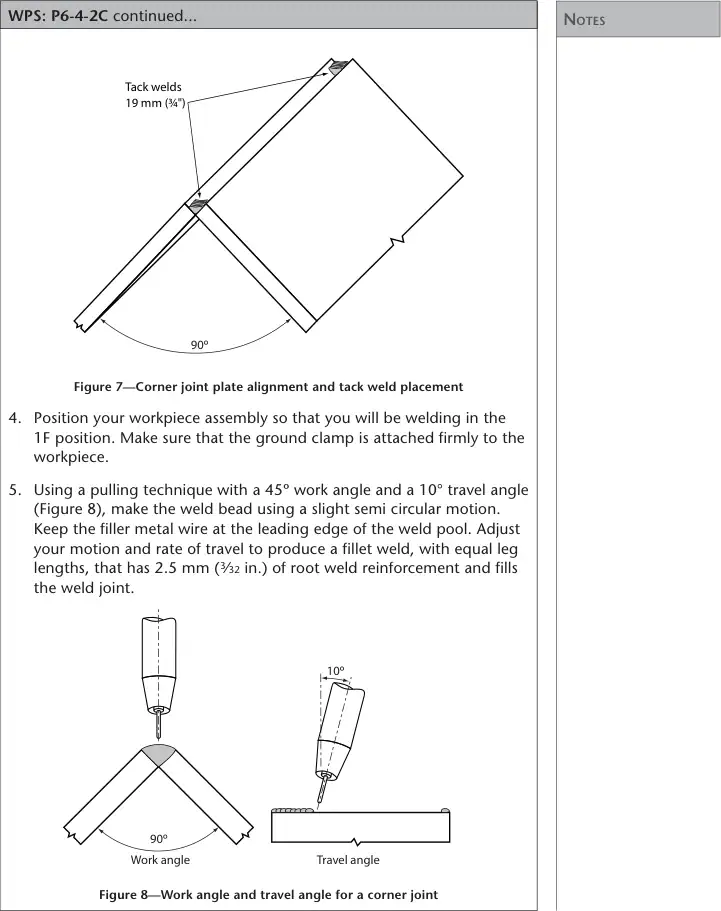 WPS: P6-4-2C continued...
NOTES
Tack welds
19 mm (¾")
90º
Figure 7—Corner joint plate alignment and tack weld placement
4. Position your workpiece assembly so that you will be welding in the
1F position. Make sure that the ground clamp is attached firmly to the
workpiece.
5. Using a pulling technique with a 45º work angle and a 10° travel angle
(Figure 8), make the weld bead using a slight semi circular motion.
Keep the filler metal wire at the leading edge of the weld pool. Adjust
your motion and rate of travel to produce a fillet weld, with equal leg
lengths, that has 2.5 mm (3⁄32 in.) of root weld reinforcement and fills
the weld joint.
10º
90º
Work angle
Travel angle
Figure 8—Work angle and travel angle for a corner joint